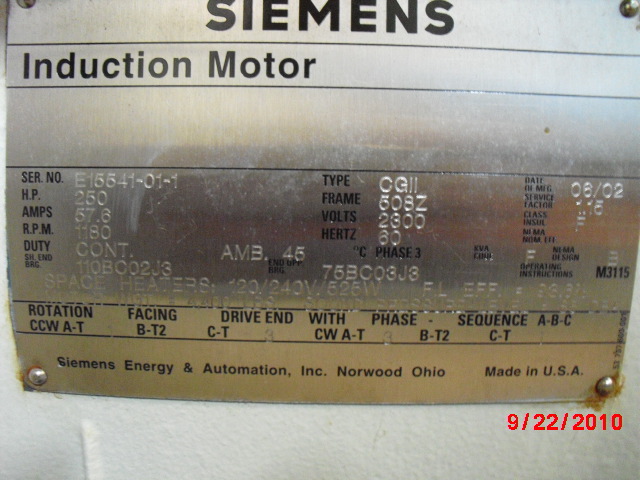 SIEMENS
Induction Motor
SER. NO. E15541-01-1 TYPE CGII DATE OF MFG. 06/02
H.P. 250 FRAME 508Z SERVICE FACTOR 1.15
AMPS 57.6 VOLTS 2300 CLASS INSUL F
R.P.M. 1180 HERTZ 60 NEMA NOM. EFF.
DUTY CONT. AMB. 45 °C PHASE 3 KVA CODE F NEMA DESIGN B
SH. END BRG. 110BC02J3 END OPP. BRG. 75BC03J3 OPERATING INSTRUCTIONS M3115
SPACE HEATERS: 120/240V/525W F.L. EFF.
ROTATION FACING DRIVE END WITH PHASE - SEQUENCE A-B-C
CCW A-T B-T2 C-T 3 CW A-T 3 B-T2 C-T
Siemens Energy & Automation, Inc. Norwood Ohio Made in U.S.A.
9/22/2010